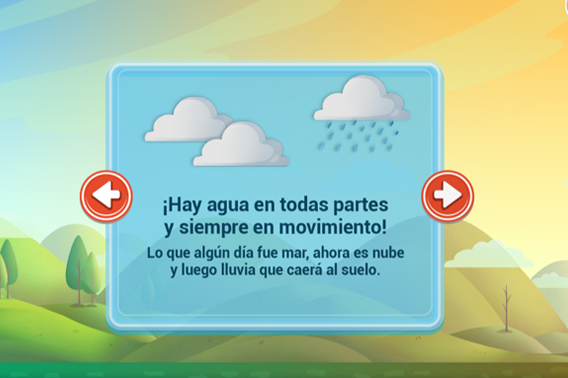 ¡Hay agua en todas partes
y siempre en movimiento!
Lo que algún día fue mar, ahora es nube
y luego lluvia que caerá al suelo.